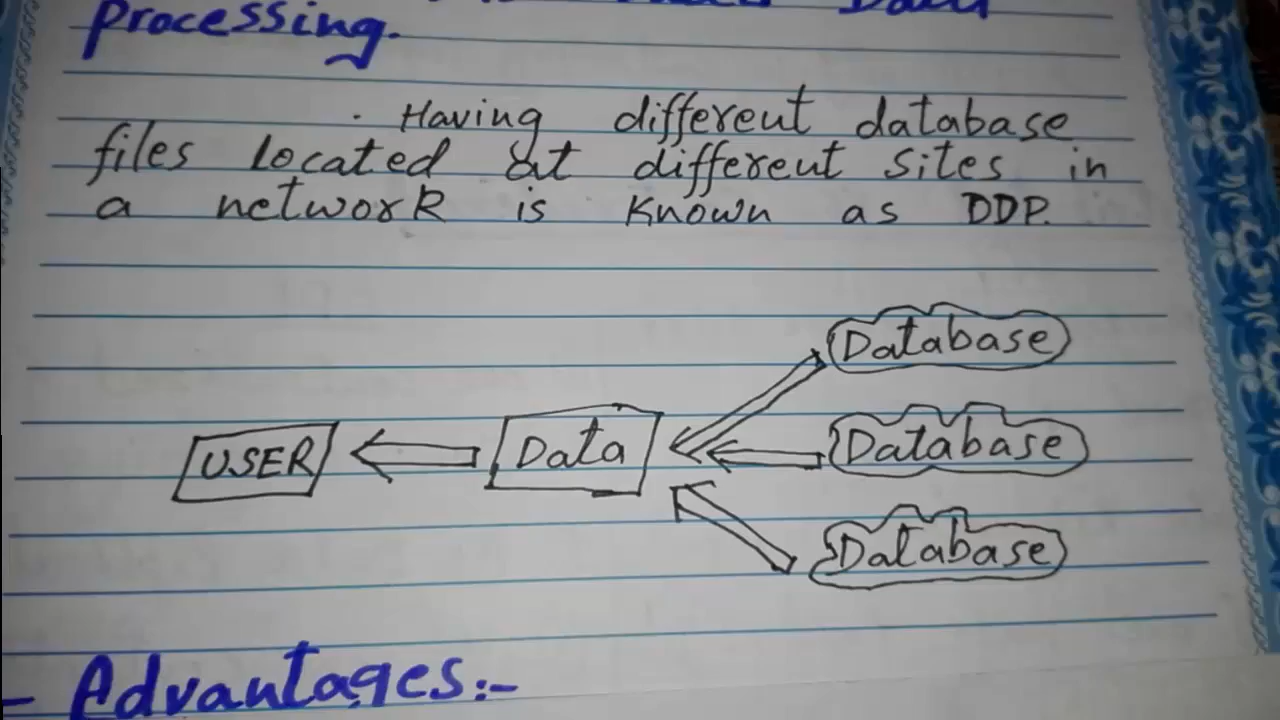 Data
Processing.
. Having different database
files located at different sites in
a network is known as DDP.
Database
USER
Data
Database
Database
- Advantages:-